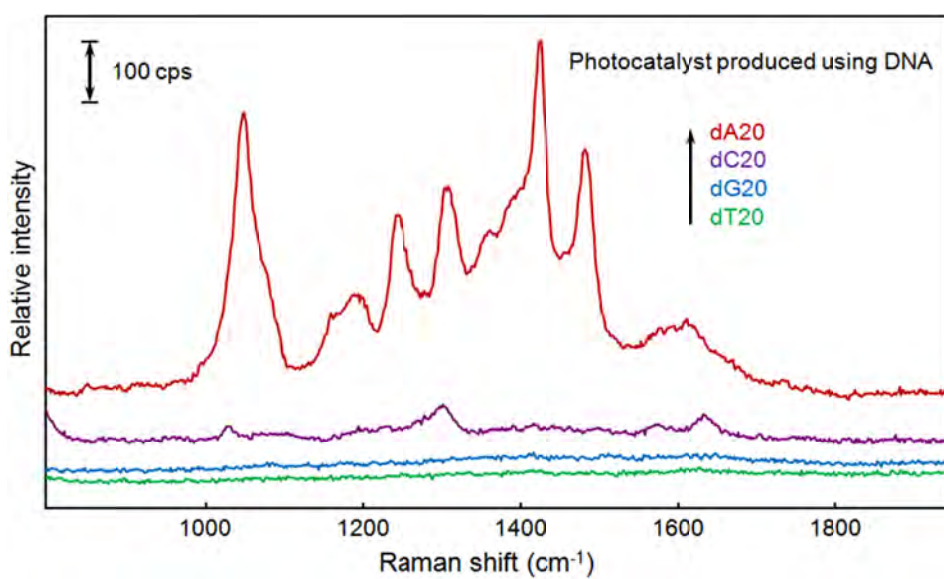 100 cps
Photocatalyst produced using DNA
dA20
dC20
dG20
dT20
Relative intensity
1000 1200 1400 1600 1800
Raman shift (cm⁻¹)